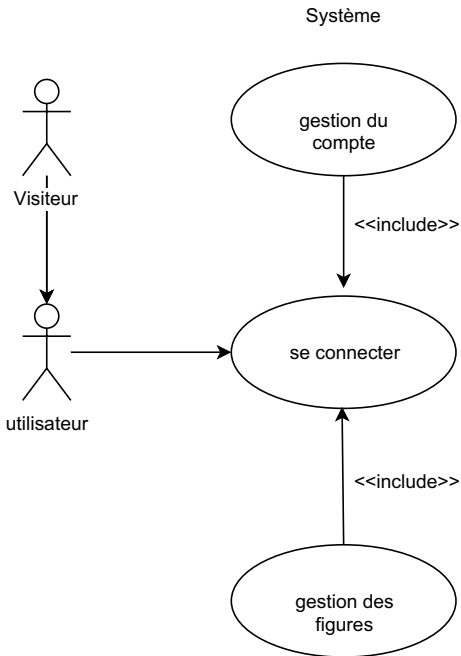 Système
gestion du
compte
Visiteur
<<include>>
se connecter
utilisateur
<<include>>
gestion des
figures